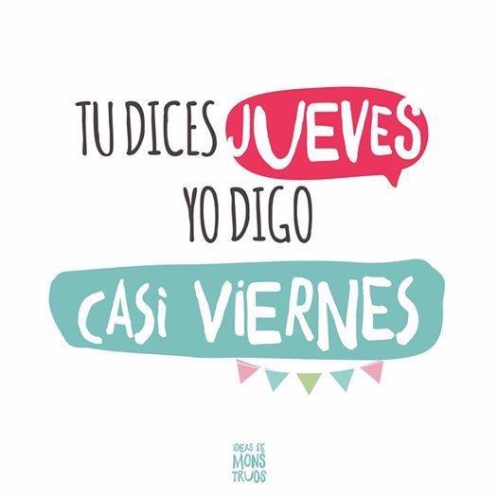 TU DICES JUEVES
YO DIGO
CASi ViERNES
IDEAS DE
MONS
TRUOS